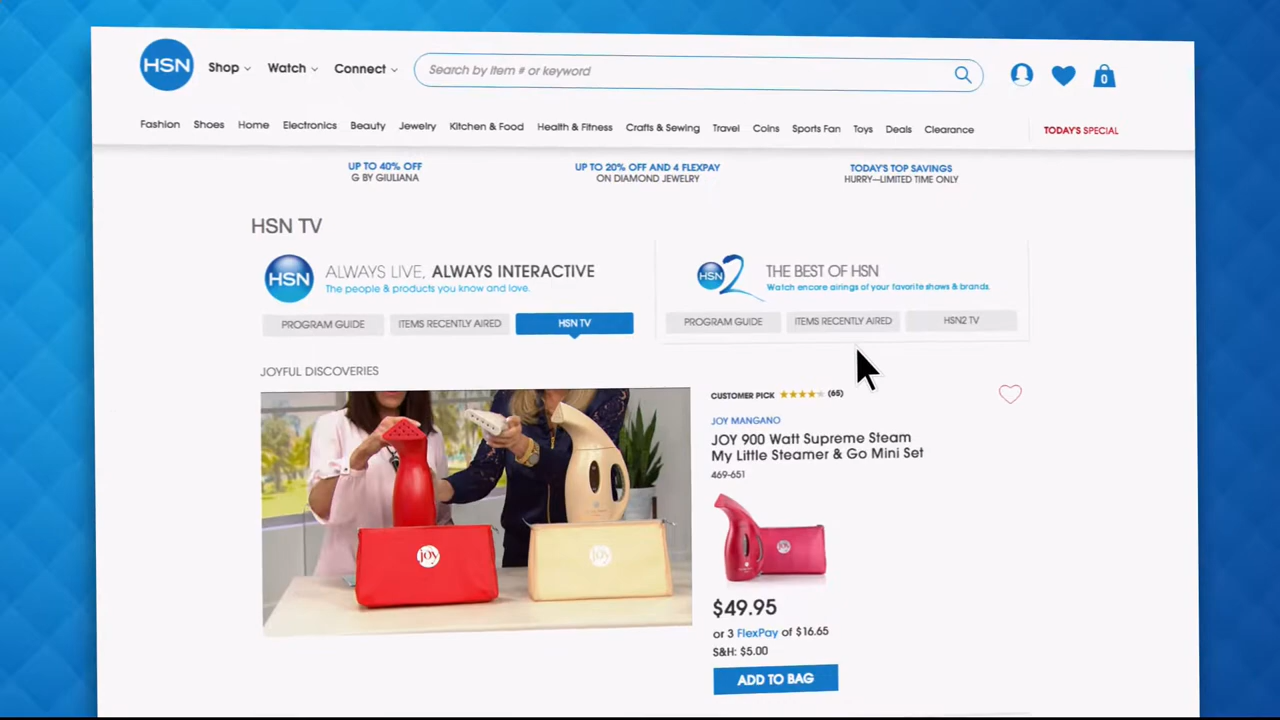 HSN
Shop
Watch
Connect
Search by Item # or keyword
0
Fashion
Shoes
Home
Electronics
Beauty
Jewelry
Kitchen & Food
Health & Fitness
Crafts & Sewing
Travel
Coins
Sports Fan
Toys
Deals
Clearance
TODAY'S SPECIAL
UP TO 40% OFF
G BY GIULIANA
UP TO 20% OFF AND 4 FLEXPAY
ON DIAMOND JEWELRY
TODAY'S TOP SAVINGS
HURRY—LIMITED TIME ONLY
HSN TV
HSN
ALWAYS LIVE, ALWAYS INTERACTIVE
The people & products you know and love.
PROGRAM GUIDE
ITEMS RECENTLY AIRED
HSN TV
HSN2
THE BEST OF HSN
Watch encore airings of your favorite shows & brands.
PROGRAM GUIDE
ITEMS RECENTLY AIRED
HSN2 TV
JOYFUL DISCOVERIES
joy
joy
CUSTOMER PICK
(65)
JOY MANGANO
JOY 900 Watt Supreme Steam
My Little Steamer & Go Mini Set
469-651
joy
$49.95
or 3 FlexPay of $16.65
S&H: $5.00
ADD TO BAG